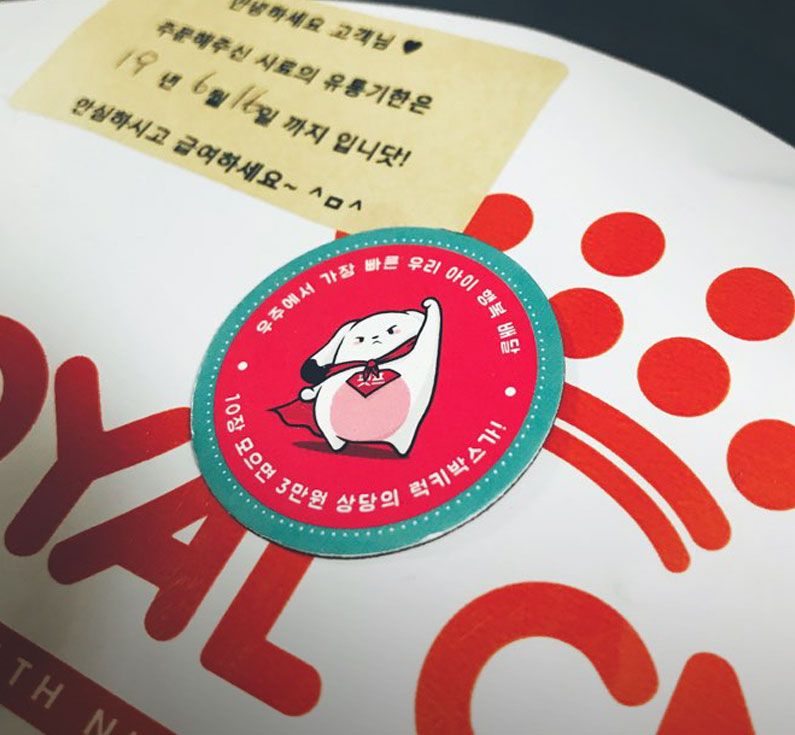 안녕하세요 고객님 ♥
주문해주신 사료의 유통기한은
19 년 6월 16일 까지 입니닷!
안심하시고 급여하세요~ ^ㅁ^
우주에서 가장 빠른 우리 아이 행복 배달
10장 모으면 3만원 상당의 럭키박스가!
OYAL C
LTH N